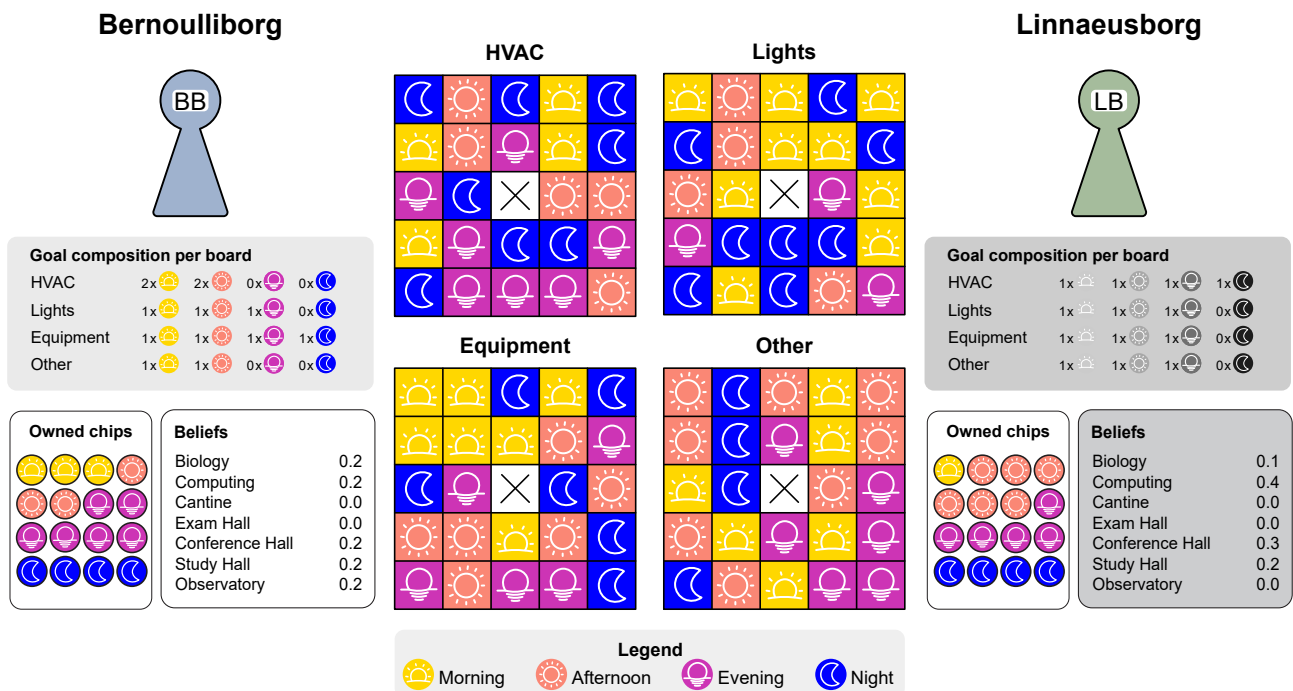 Bernoulliborg
Linnaeusborg
HVAC
Lights
BB
LB
Goal composition per board
HVAC 2x 2x 0x 0x
Lights 1x 1x 1x 0x
Equipment 1x 1x 1x 1x
Other 1x 1x 0x 0x
Goal composition per board
HVAC 1x 1x 1x 1x
Lights 1x 1x 1x 0x
Equipment 1x 1x 1x 0x
Other 1x 1x 1x 0x
Equipment
Other
Owned chips
Beliefs
Biology 0.2
Computing 0.2
Cantine 0.0
Exam Hall 0.0
Conference Hall 0.2
Study Hall 0.2
Observatory 0.2
Owned chips
Beliefs
Biology 0.1
Computing 0.4
Cantine 0.0
Exam Hall 0.0
Conference Hall 0.3
Study Hall 0.2
Observatory 0.0
Legend
Morning Afternoon Evening Night